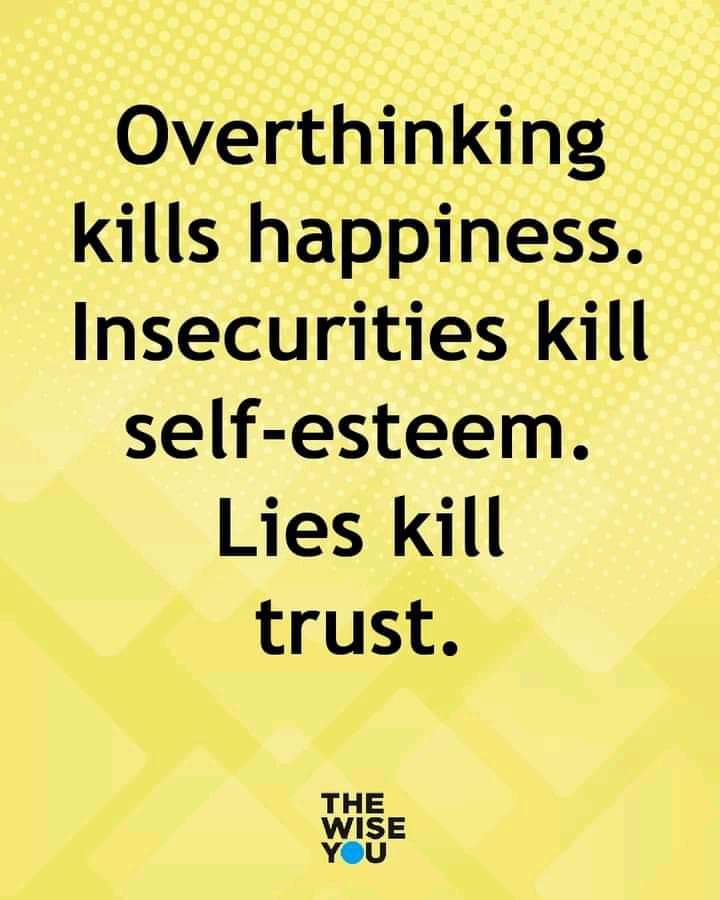 Overthinking
kills happiness.
Insecurities kill
self-esteem.
Lies kill
trust.
THE
WISE
YOU